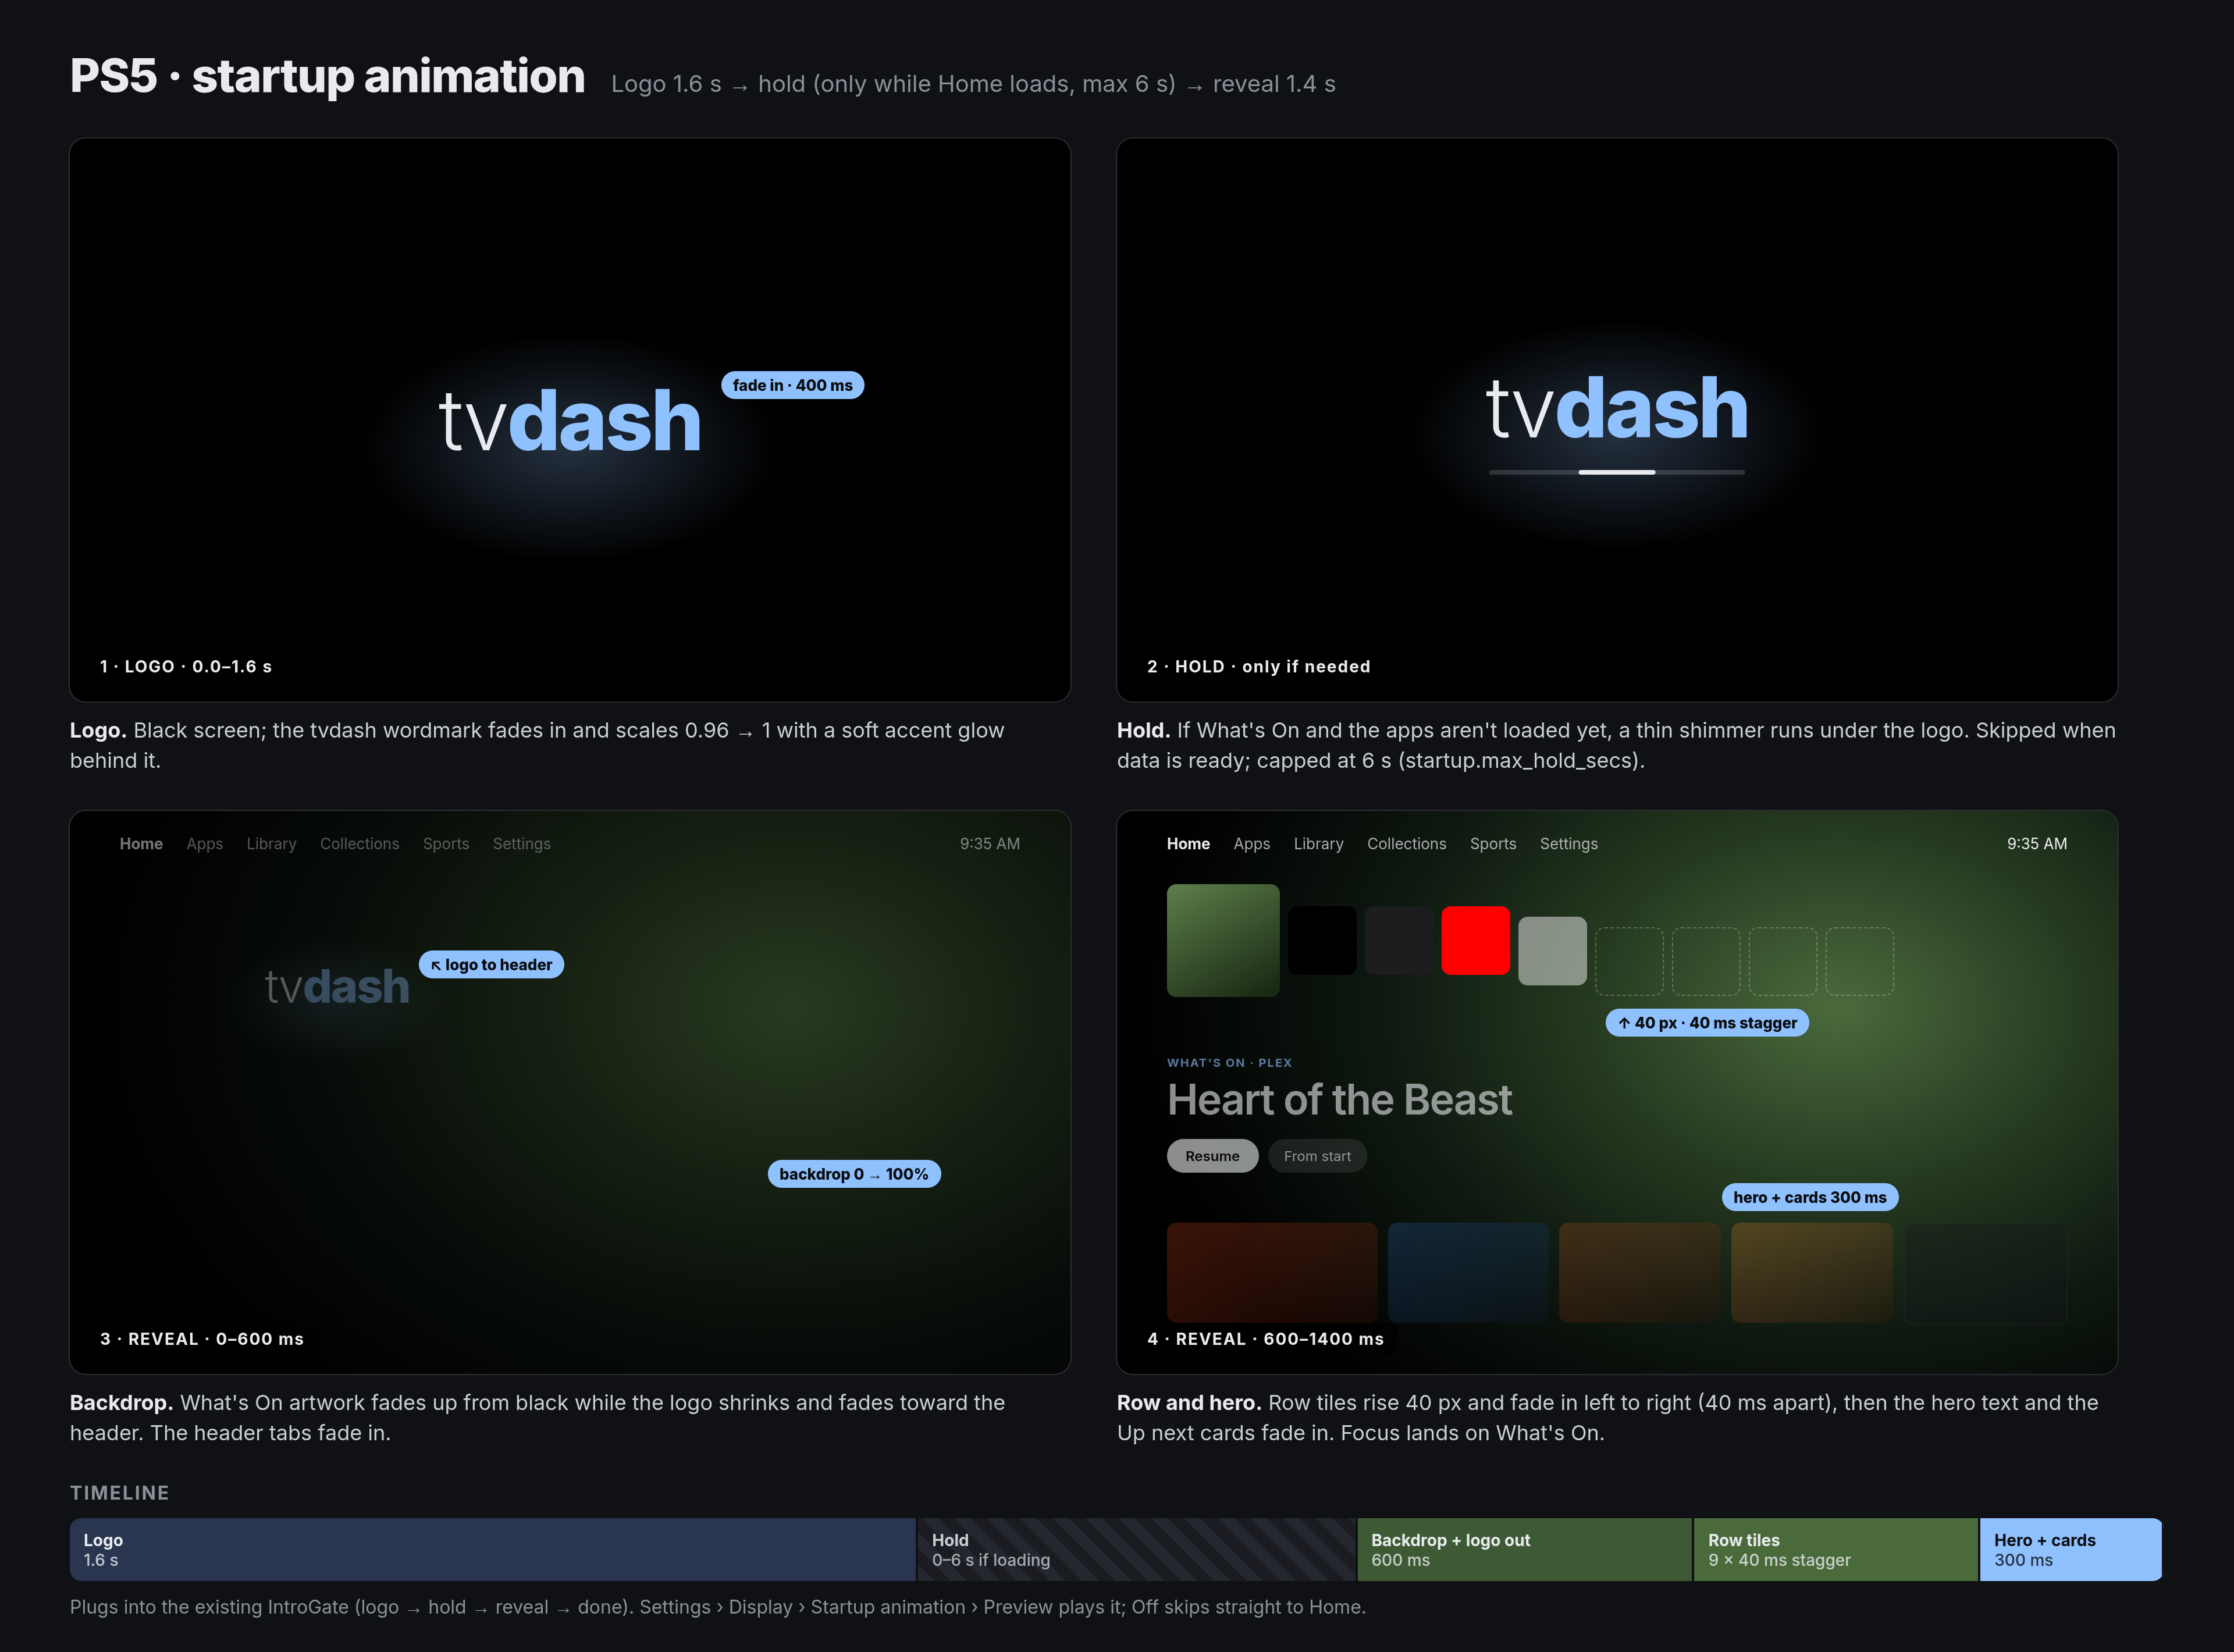 PS5 · startup animation Logo 1.6 s → hold (only while Home loads, max 6 s) → reveal 1.4 s
fade in · 400 ms
tvdash
1 · LOGO · 0.0–1.6 s
tvdash
2 · HOLD · only if needed
Logo. Black screen; the tvdash wordmark fades in and scales 0.96 → 1 with a soft accent glow
behind it.
Hold. If What's On and the apps aren't loaded yet, a thin shimmer runs under the logo. Skipped when
data is ready; capped at 6 s (startup.max_hold_secs).
Home Apps Library Collections Sports Settings 9:35 AM
↖ logo to header
tvdash
backdrop 0 → 100%
3 · REVEAL · 0–600 ms
Home Apps Library Collections Sports Settings 9:35 AM
↑ 40 px · 40 ms stagger
WHAT'S ON · PLEX
Heart of the Beast
Resume From start
hero + cards 300 ms
4 · REVEAL · 600–1400 ms
Backdrop. What's On artwork fades up from black while the logo shrinks and fades toward the
header. The header tabs fade in.
Row and hero. Row tiles rise 40 px and fade in left to right (40 ms apart), then the hero text and the
Up next cards fade in. Focus lands on What's On.
TIMELINE
Logo
1.6 s
Hold
0–6 s if loading
Backdrop + logo out
600 ms
Row tiles
9 × 40 ms stagger
Hero + cards
300 ms
Plugs into the existing IntroGate (logo → hold → reveal → done). Settings › Display › Startup animation › Preview plays it; Off skips straight to Home.